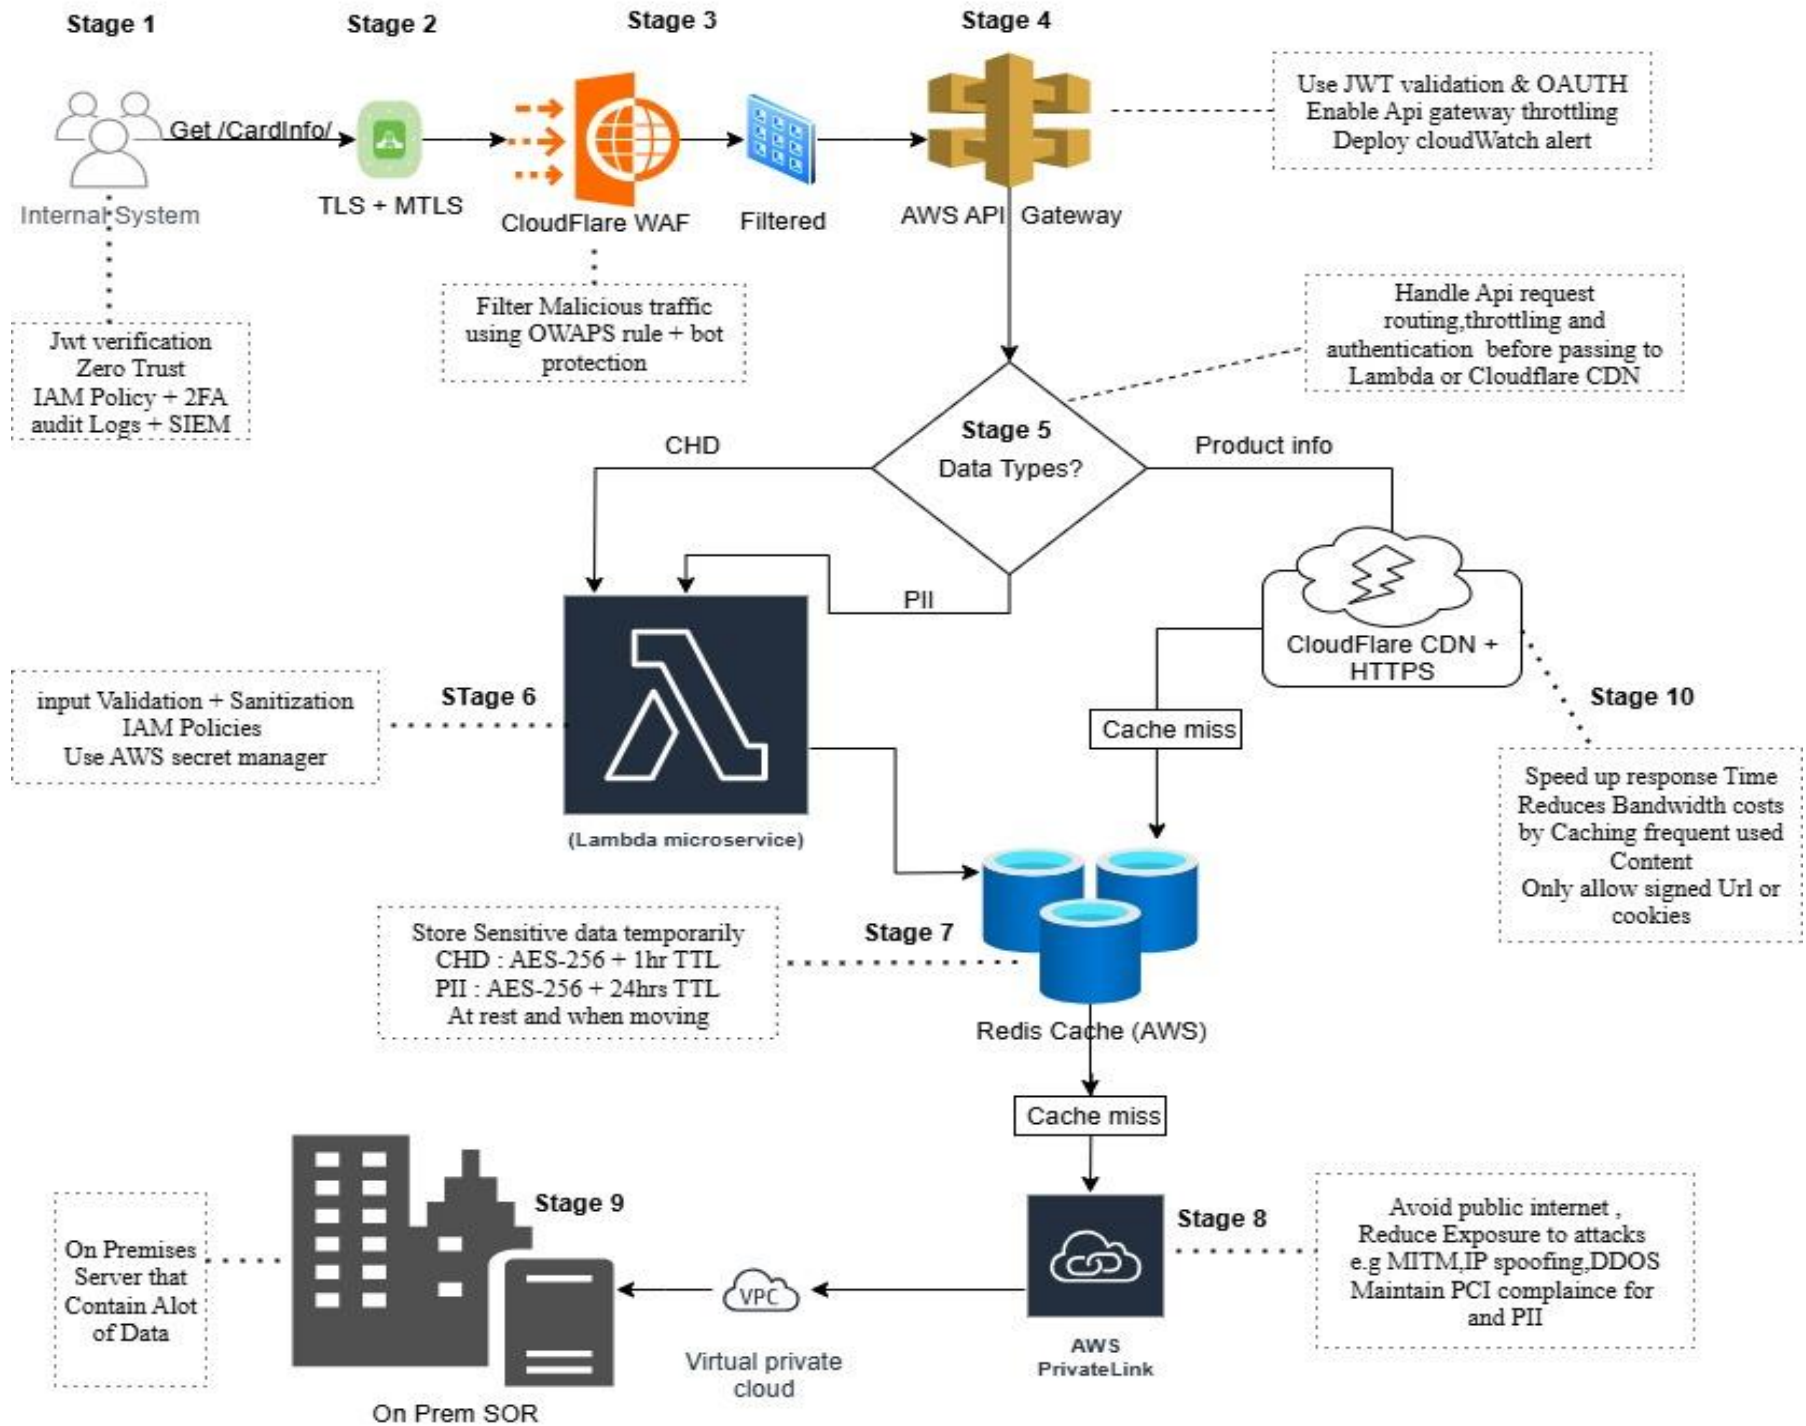 Stage 1
Stage 2
Stage 3
Stage 4
Get /CardInfo/
Internal System
TLS + MTLS
CloudFlare WAF
Filtered
AWS API Gateway
Use JWT validation & OAUTH
Enable Api gateway throttling
Deploy cloudWatch alert
Jwt verification
Zero Trust
IAM Policy + 2FA
audit Logs + SIEM
Filter Malicious traffic
using OWAPS rule + bot
protection
Handle Api request
routing,throttling and
authentication before passing to
Lambda or Cloudflare CDN
Stage 5
Data Types?
CHD
Product info
PII
CloudFlare CDN +
HTTPS
Cache miss
Stage 10
Speed up response Time
Reduces Bandwidth costs
by Caching frequent used
Content
Only allow signed Url or
cookies
STage 6
input Validation + Sanitization
IAM Policies
Use AWS secret manager
(Lambda microservice)
Stage 7
Store Sensitive data temporarily
CHD : AES-256 + 1hr TTL
PII : AES-256 + 24hrs TTL
At rest and when moving
Redis Cache (AWS)
Cache miss
Stage 8
Avoid public internet ,
Reduce Exposure to attacks
e.g MITM,IP spoofing,DDOS
Maintain PCI complaince for
and PII
AWS
PrivateLink
VPC
Virtual private
cloud
Stage 9
On Premises
Server that
Contain Alot
of Data
On Prem SOR